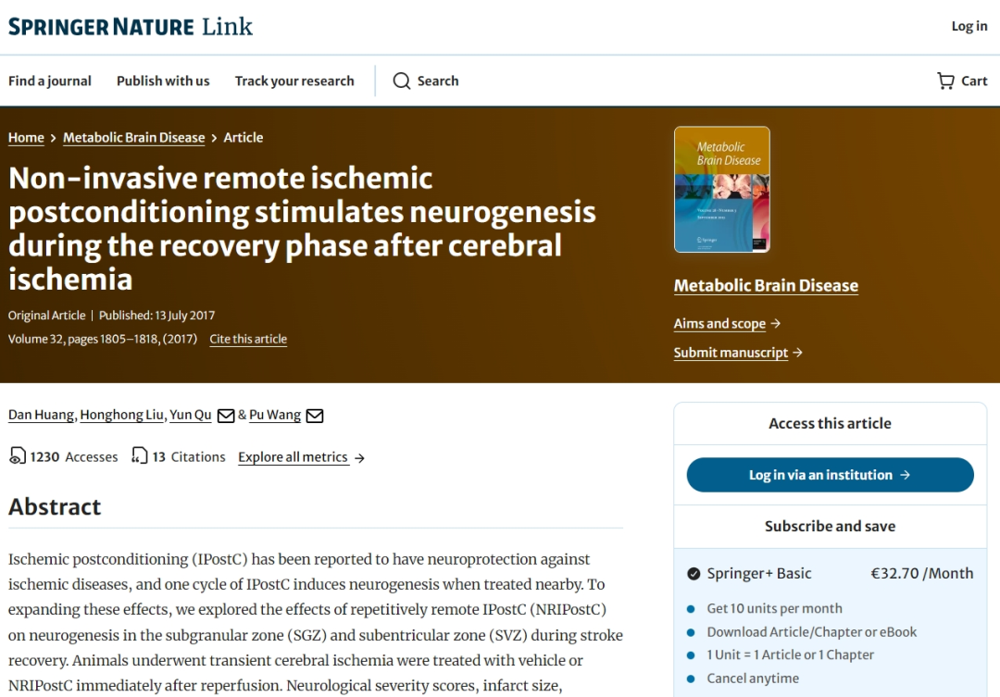 SPRINGER NATURE Link
Log in
Find a journal
Publish with us
Track your research
Search
Cart
Home > Metabolic Brain Disease > Article
Non-invasive remote ischemic
postconditioning stimulates neurogenesis
during the recovery phase after cerebral
ischemia
Original Article | Published: 13 July 2017
Volume 32, pages 1805–1818, (2017) Cite this article
Metabolic
Brain Disease
Springer
Metabolic Brain Disease
Aims and scope →
Submit manuscript →
Dan Huang, Honghong Liu, Yun Qu & Pu Wang
1230 Accesses
13 Citations
Explore all metrics →
Abstract
Ischemic postconditioning (IPostC) has been reported to have neuroprotection against
ischemic diseases, and one cycle of IPostC induces neurogenesis when treated nearby. To
expanding these effects, we explored the effects of repetitively remote IPostC (NRIPostC)
on neurogenesis in the subgranular zone (SGZ) and subentricular zone (SVZ) during stroke
recovery. Animals underwent transient cerebral ischemia were treated with vehicle or
NRIPostC immediately after reperfusion. Neurological severity scores, infarct size,
Access this article
Log in via an institution →
Subscribe and save
Springer+ Basic
€32.70 /Month
Get 10 units per month
Download Article/Chapter or eBook
1 Unit = 1 Article or 1 Chapter
Cancel anytime